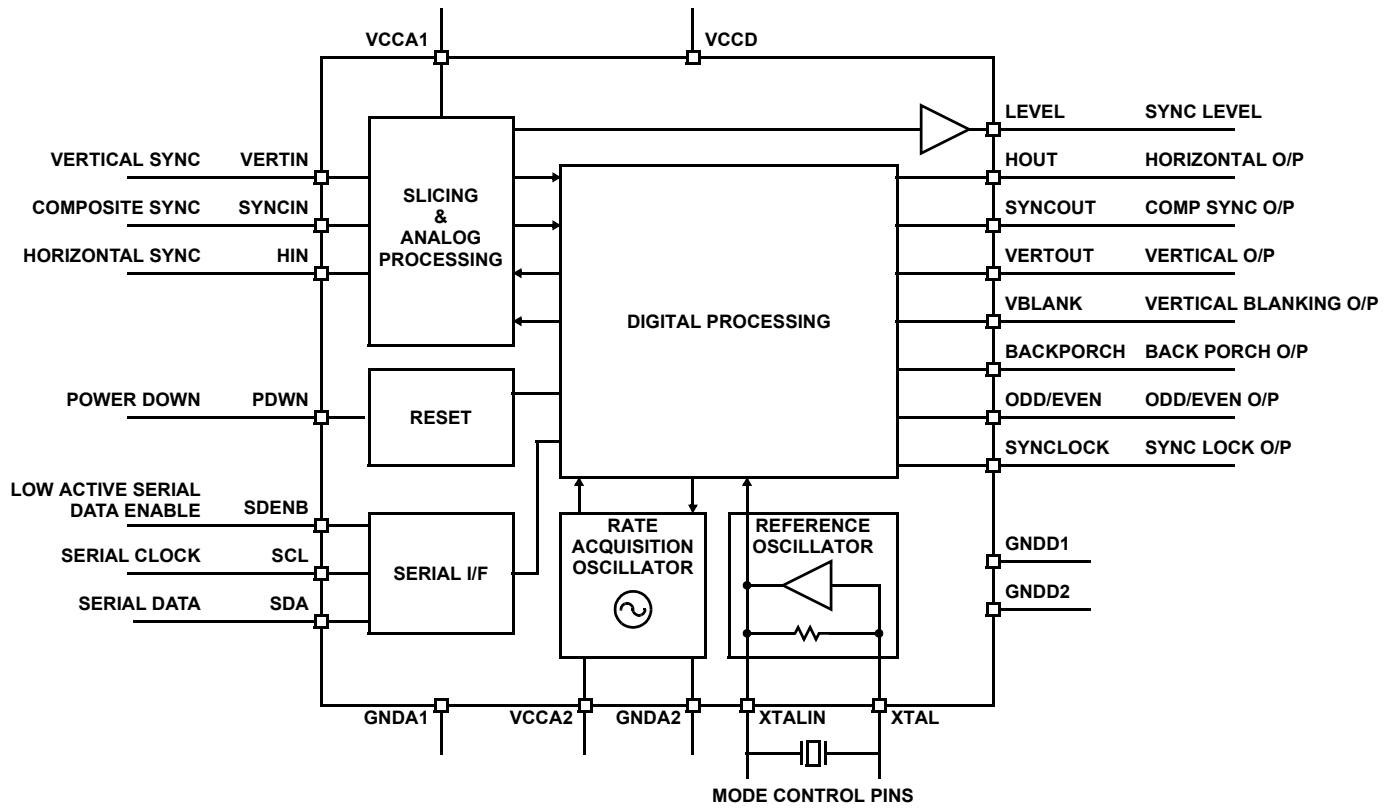 VCCA1
VCCD
LEVEL SYNC LEVEL
VERTICAL SYNC VERTIN
HOUT HORIZONTAL O/P
COMPOSITE SYNC SYNCIN
SYNCOUT COMP SYNC O/P
HORIZONTAL SYNC HIN
VERTOUT VERTICAL O/P
SLICING
&
ANALOG
PROCESSING
DIGITAL PROCESSING
VBLANK VERTICAL BLANKING O/P
BACKPORCH BACK PORCH O/P
POWER DOWN PDWN
RESET
ODD/EVEN ODD/EVEN O/P
SYNCLOCK SYNC LOCK O/P
LOW ACTIVE SERIAL
DATA ENABLE SDENB
SERIAL CLOCK SCL
SERIAL DATA SDA
SERIAL I/F
RATE
ACQUISITION
OSCILLATOR
REFERENCE
OSCILLATOR
GNDD1
GNDD2
GNDA1
VCCA2
GNDA2
XTALIN
XTAL
MODE CONTROL PINS